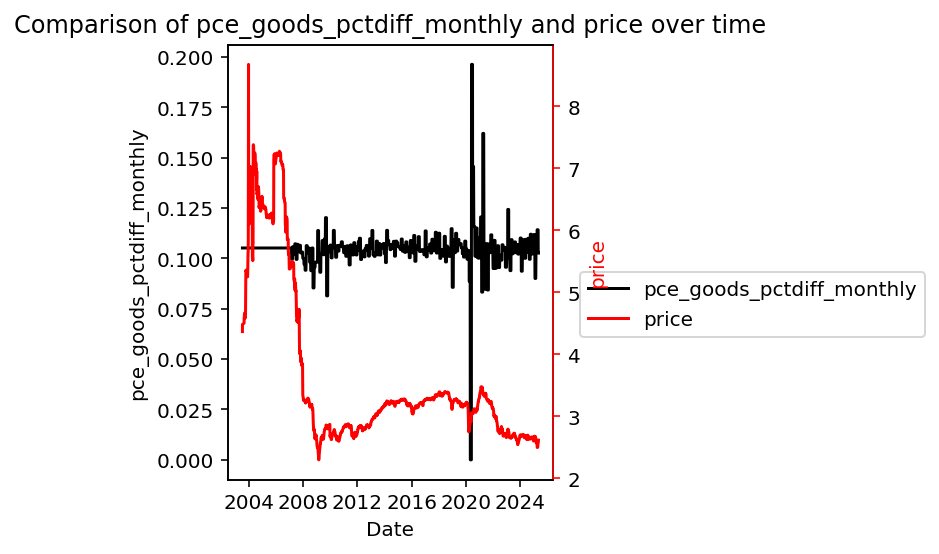 Comparison of pce_goods_pctdiff_monthly and price over time
pce_goods_pctdiff_monthly
0.200
0.175
0.150
0.125
0.100
0.075
0.050
0.025
0.000
8
7
6
5
4
3
2
price
pce_goods_pctdiff_monthly
price
2004 2008 2012 2016 2020 2024
Date